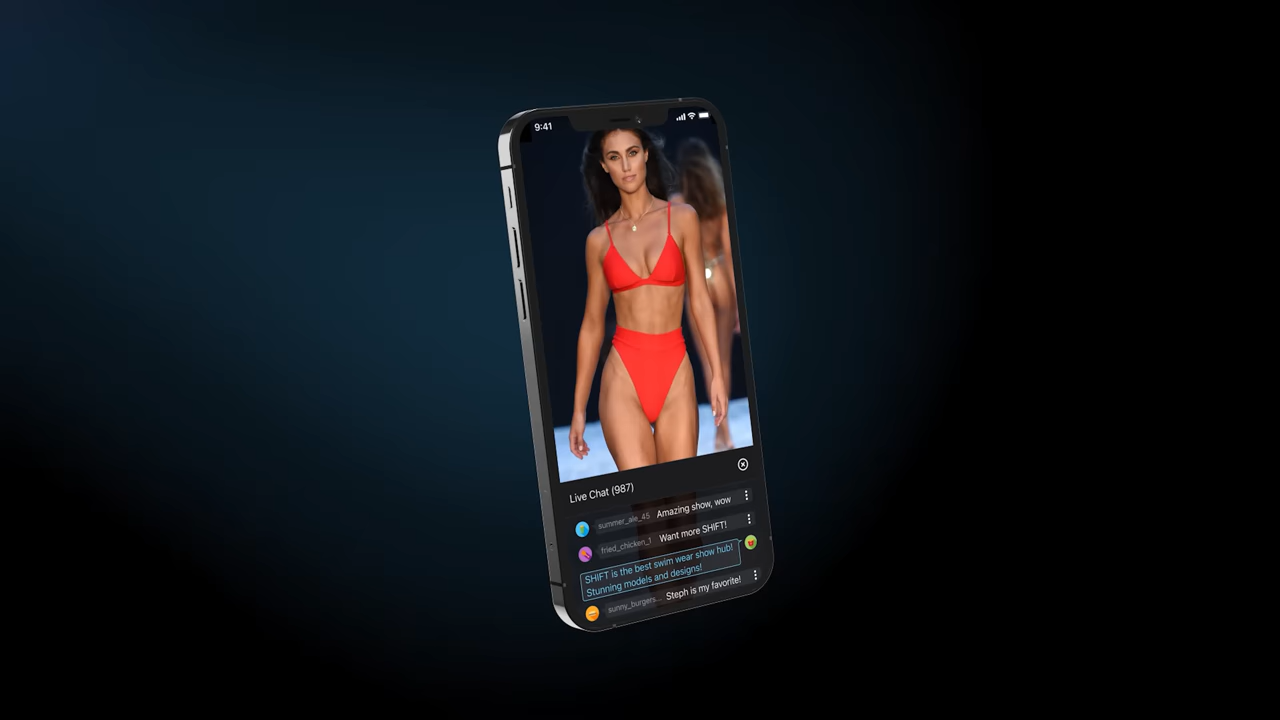 9:41
Live Chat (987)
summer_ale_45 Amazing show, wow
fried_chicken_1 Want more SHIFT!
SHIFT is the best swim wear show hub!
Stunning models and designs!
sunny_burgers... Steph is my favorite!